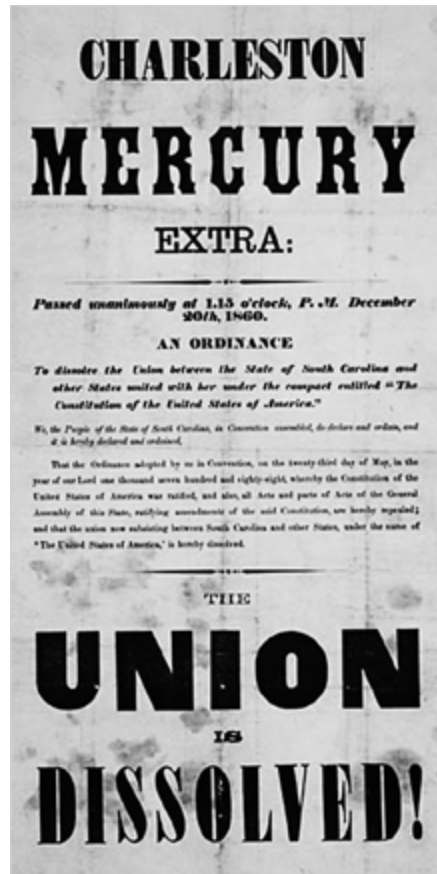 CHARLESTON
MERCURY
EXTRA:
Passed unanimously at 1.15 o'clock, P. M. December
20th, 1860.
AN ORDINANCE
To dissolve the Union between the State of South Carolina and
other States united with her under the compact entitled "The
Constitution of the United States of America."
We, the People of the State of South Carolina, in Convention assembled, do declare and ordain, and
it is hereby declared and ordained,
That the Ordinance adopted by us in Convention, on the twenty-third day of May, in the
year of our Lord one thousand seven hundred and eighty-eight, whereby the Constitution of the
United States of America was ratified, and also, all Acts and parts of Acts of the General
Assembly of this State, ratifying amendments of the said Constitution, are hereby repealed;
and that the union now subsisting between South Carolina and other States, under the name of
"The United States of America," is hereby dissolved.
THE
UNION
IS
DISSOLVED!